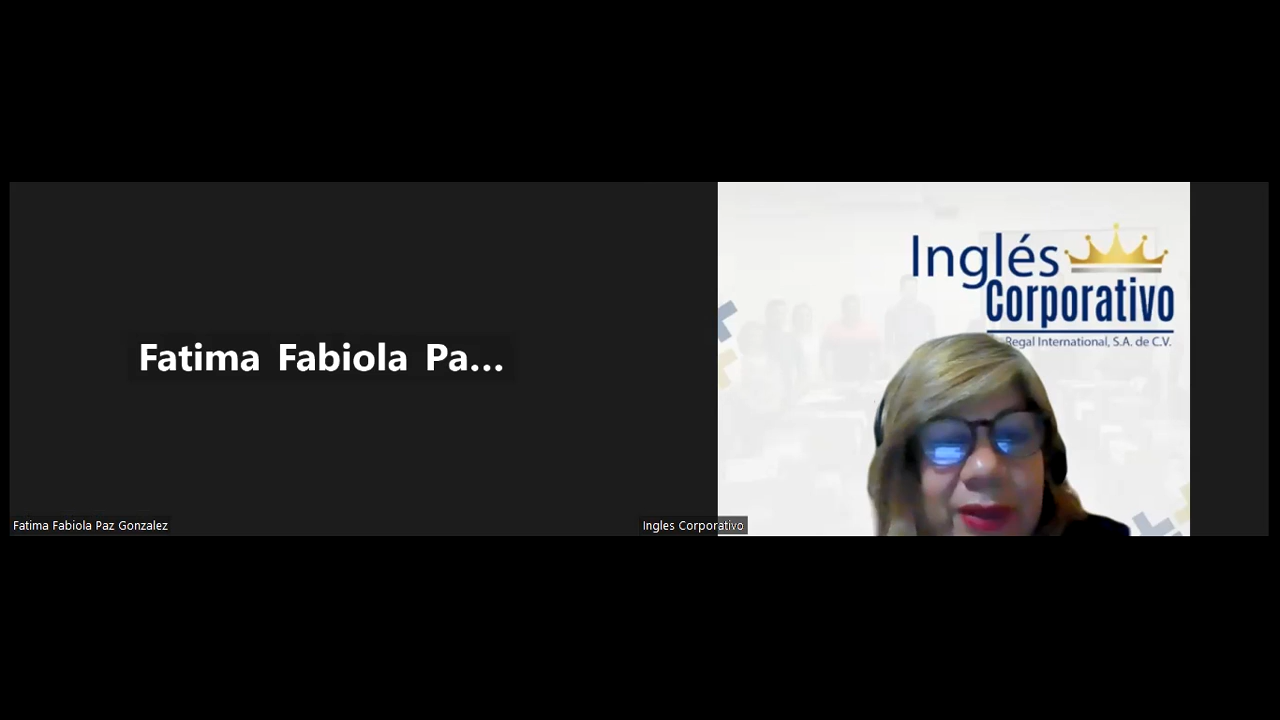 Fatima Fabiola Pa...
Fatima Fabiola Paz Gonzalez
Inglés
Corporativo
Regal International, S.A. de C.V.
Ingles Corporativo